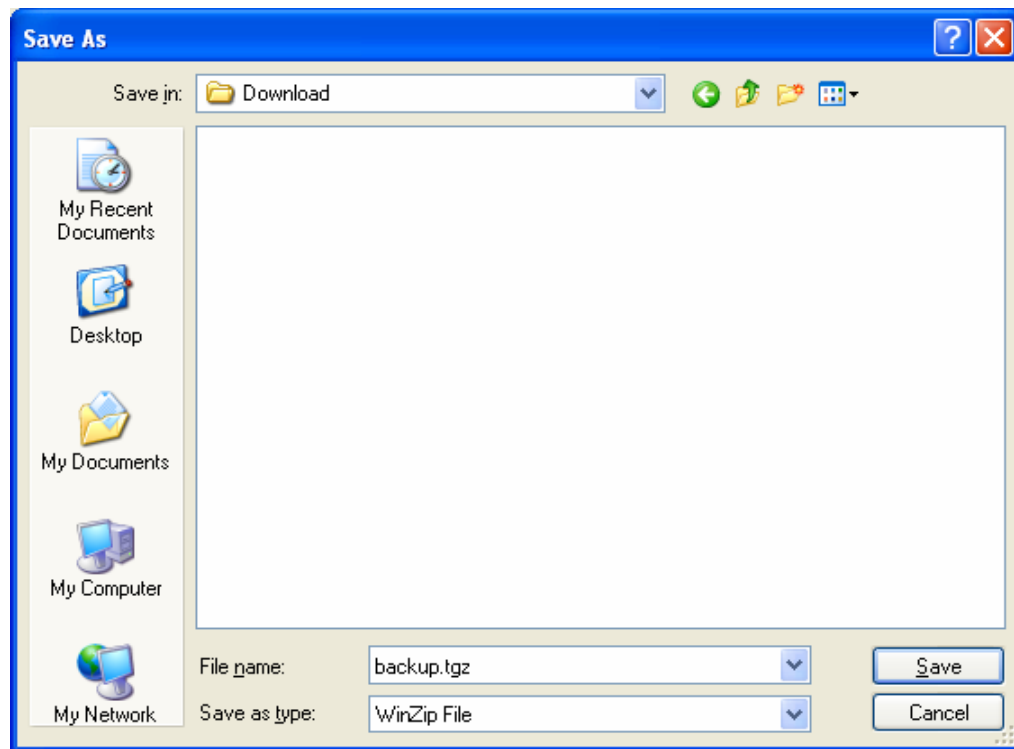 Save As
Save in:
Download
My Recent
Documents
Desktop
My Documents
My Computer
My Network
File name:
backup.tgz
Save
Save as type:
WinZip File
Cancel